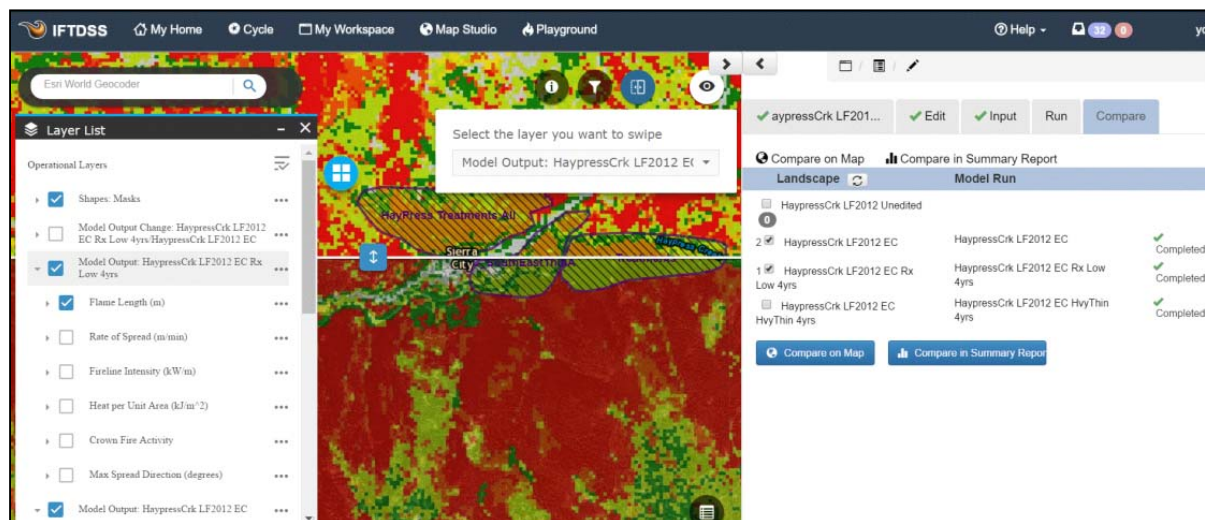 IFTDSS My Home Cycle My Workspace Map Studio Playground Help 32 0
Esri World Geocoder
Layer List
Operational Layers
Shapes: Masks
Model Output Change: HaypressCrk LF2012
EC Rx Low 4yrs/HaypressCrk LF2012 EC
Model Output: HaypressCrk LF2012 EC Rx
Low 4yrs
Flame Length (m)
Rate of Spread (m/min)
Fireline Intensity (kW/m)
Heat per Unit Area (kJ/m^2)
Crown Fire Activity
Max Spread Direction (degrees)
Model Output: HaypressCrk LF2012 EC
Select the layer you want to swipe
Model Output: HaypressCrk LF2012 E(
HayPress Treatments All
Sierra
City
aypressCrk LF201... Edit Input Run Compare
Compare on Map Compare in Summary Report
Landscape Model Run
HaypressCrk LF2012 Unedited
0
2 HaypressCrk LF2012 EC HaypressCrk LF2012 EC Completed
1 HaypressCrk LF2012 EC Rx
Low 4yrs
HaypressCrk LF2012 EC Rx Low
4yrs
Completed
HaypressCrk LF2012 EC
HvyThin 4yrs
HaypressCrk LF2012 EC HvyThin
4yrs
Completed
Compare on Map Compare in Summary Repor